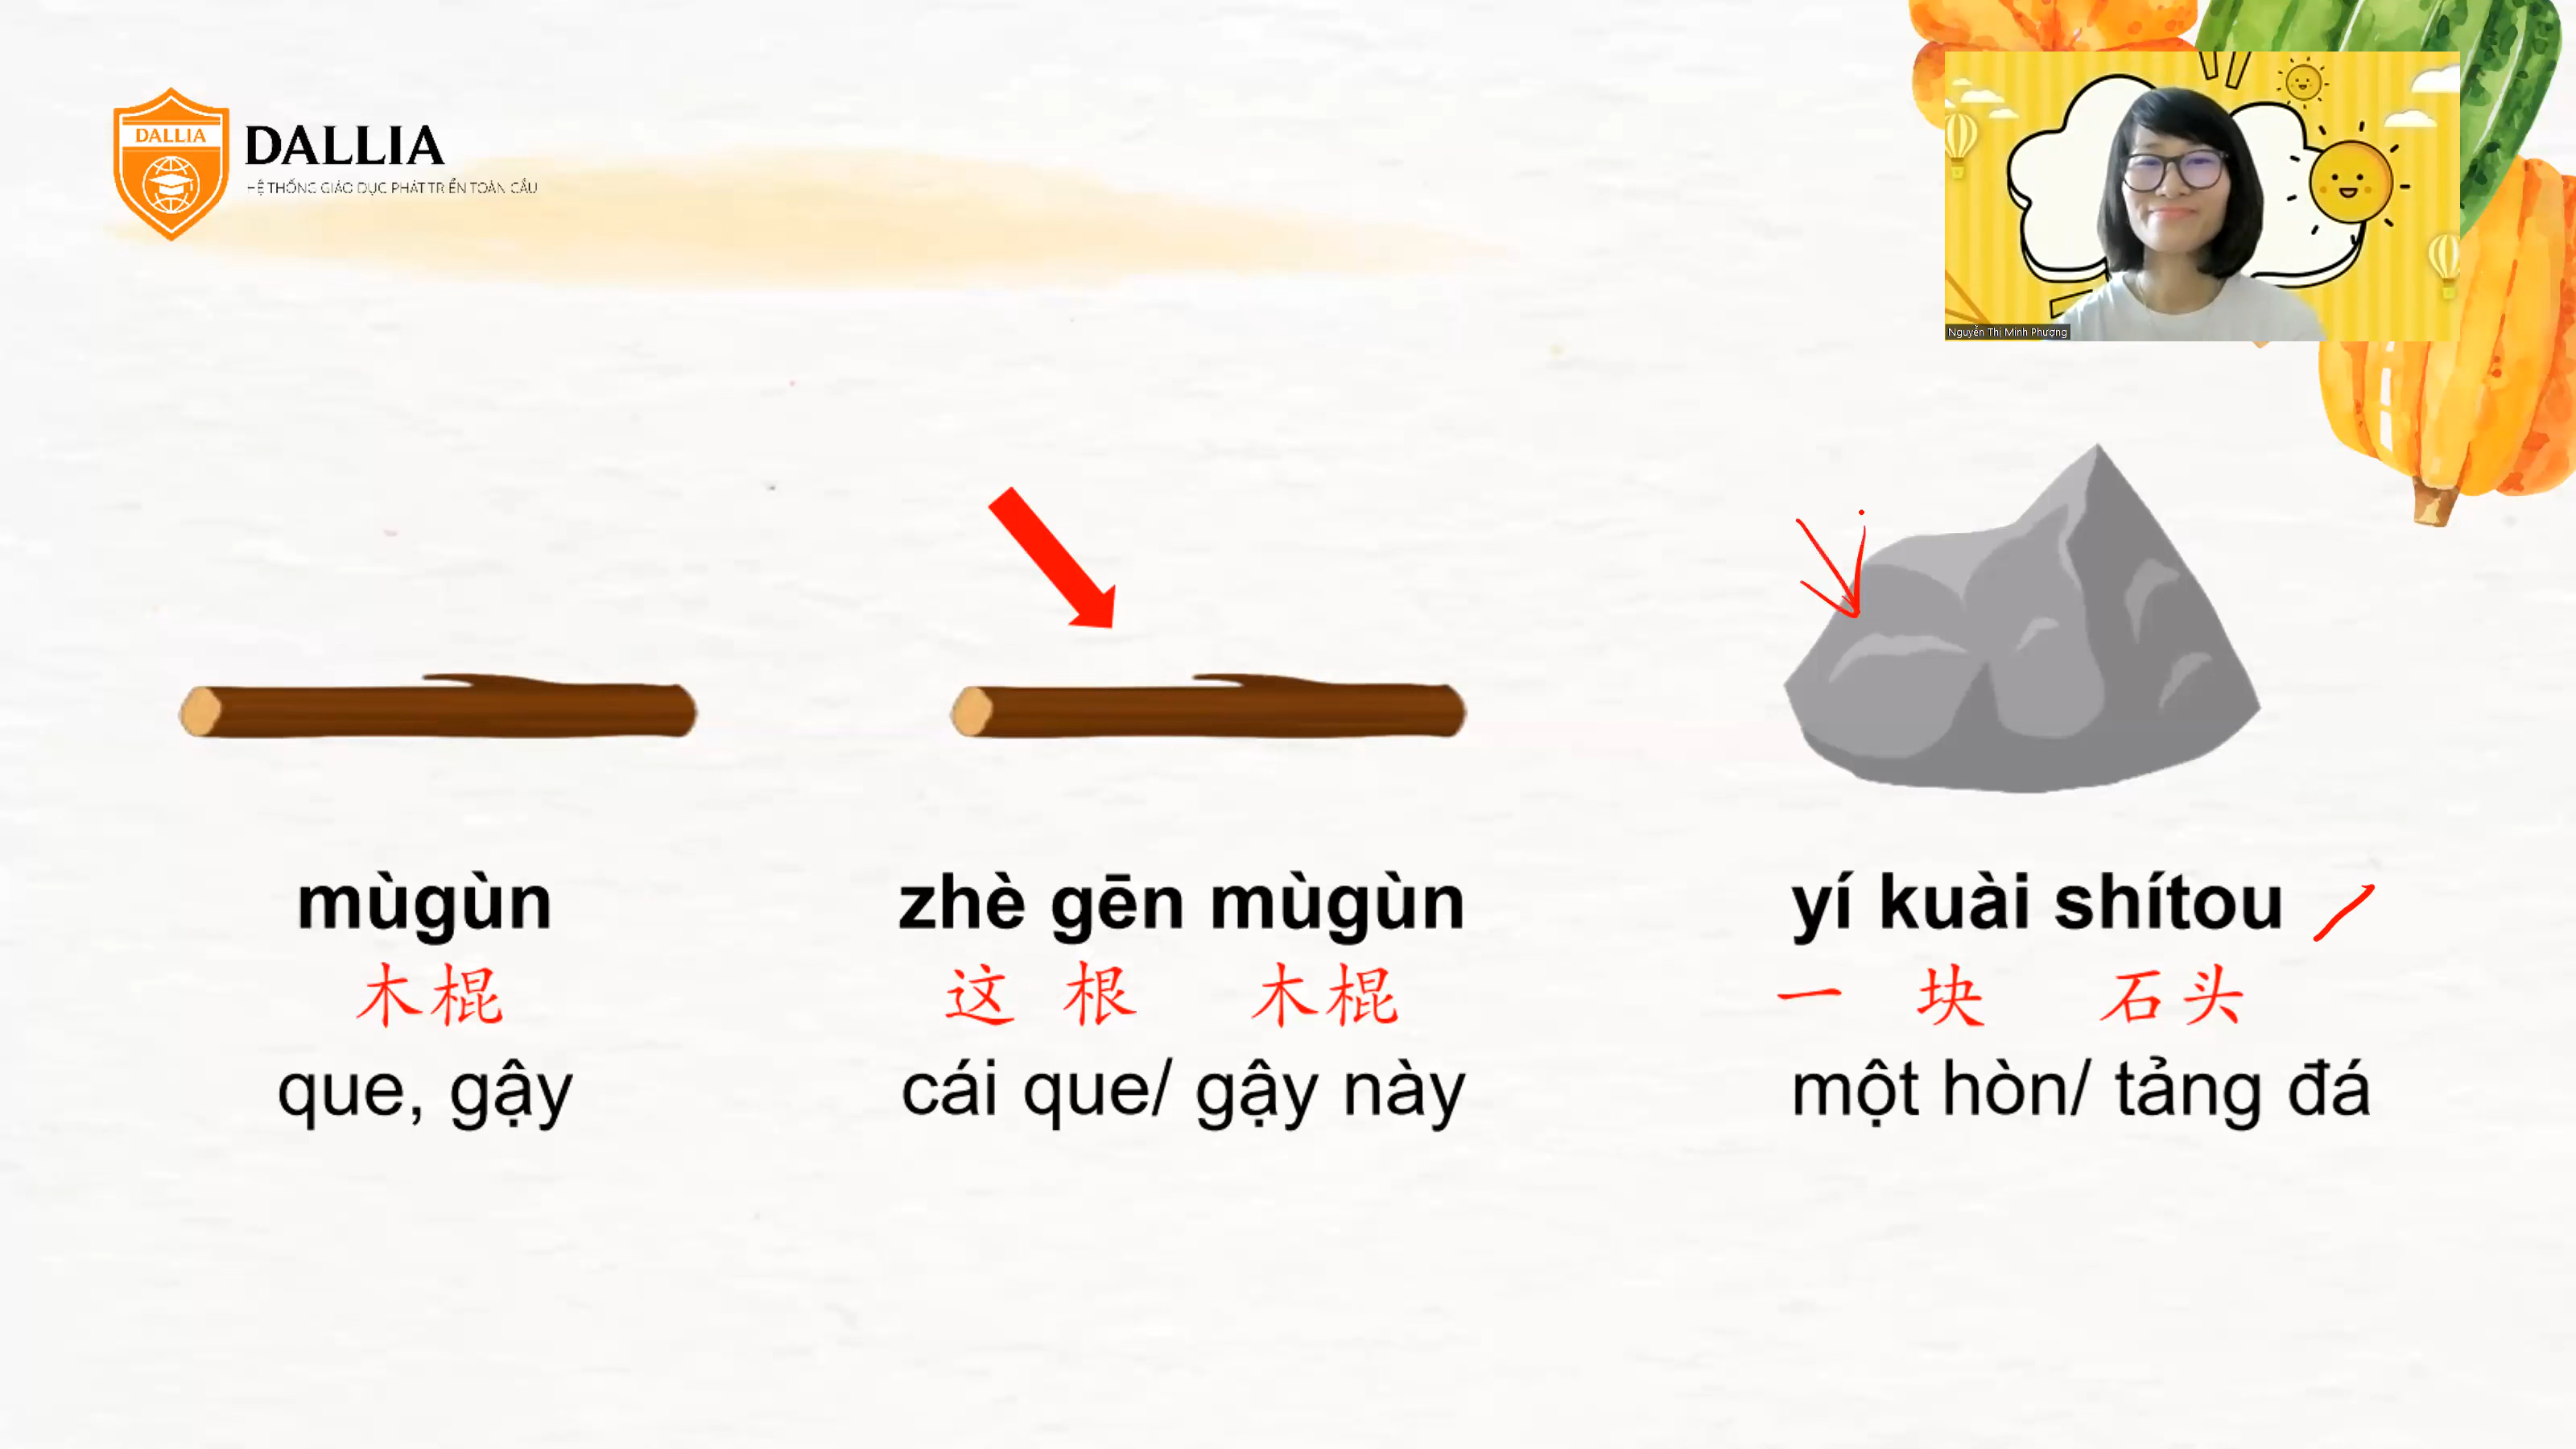 DALLIA
DALLIA
HỆ THỐNG GIÁO DỤC PHÁT TRIỂN TOÀN CẦU
Nguyễn Thị Minh Phượng
mùgùn
木棍
que, gậy
zhè gēn mùgùn
这 根 木棍
cái que/ gậy này
yí kuài shítou
一 块 石头
một hòn/ tảng đá